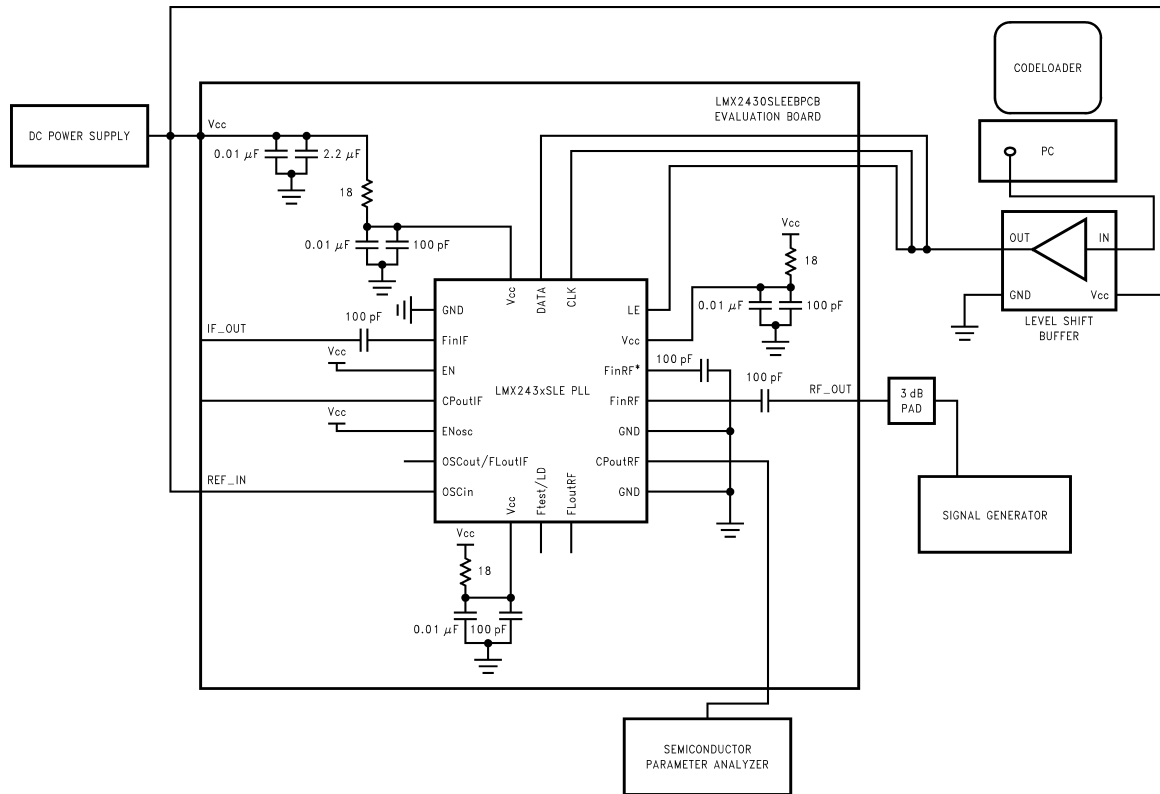 CODELOADER
LMX2430SLEEBPCB
EVALUATION BOARD
DC POWER SUPPLY
Vcc
0.01 µF
2.2 µF
PC
18
Vcc
OUT
IN
0.01 µF
100 pF
18
GND
Vcc
Vcc
DATA
CLK
LEVEL SHIFT
BUFFER
100 pF
GND
LE
0.01 µF
100 pF
IF_OUT
FinIF
Vcc
Vcc
EN
FinRF*
100 pF
100 pF
RF_OUT
3 dB
PAD
LMX243xSLE PLL
CPoutIF
FinRF
Vcc
ENosc
GND
OSCout/FLoutIF
CPoutRF
REF_IN
OSCin
GND
Vcc
Ftest/LD
FLoutRF
SIGNAL GENERATOR
Vcc
18
0.01 µF
100 pF
SEMICONDUCTOR
PARAMETER ANALYZER